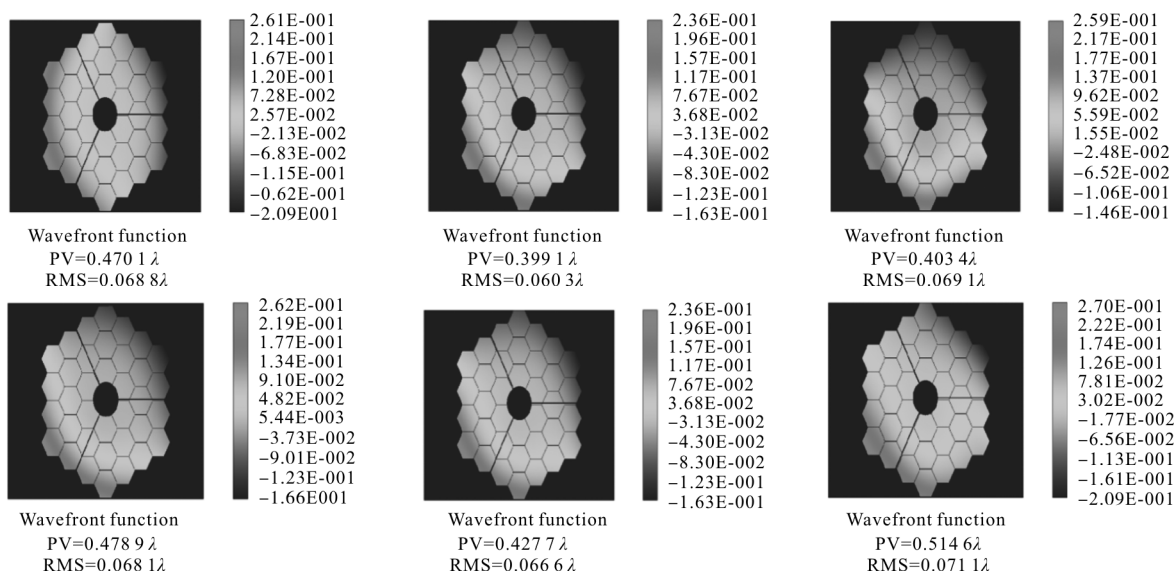 2.61E-001
2.14E-001
1.67E-001
1.20E-001
7.28E-002
2.57E-002
−2.13E-002
−6.83E-002
−1.15E-001
−0.62E-001
−2.09E001
Wavefront function
PV=0.470 1 λ
RMS=0.068 8λ
2.36E-001
1.96E-001
1.57E-001
1.17E-001
7.67E-002
3.68E-002
−3.13E-002
−4.30E-002
−8.30E-002
−1.23E-001
−1.63E-001
Wavefront function
PV=0.399 1 λ
RMS=0.060 3λ
2.59E-001
2.17E-001
1.77E-001
1.37E-001
9.62E-002
5.59E-002
1.55E-002
−2.48E-002
−6.52E-002
−1.06E-001
−1.46E-001
Wavefront function
PV=0.403 4λ
RMS=0.069 1λ
2.62E-001
2.19E-001
1.77E-001
1.34E-001
9.10E-002
4.82E-002
5.44E-003
−3.73E-002
−9.01E-002
−1.23E-001
−1.66E001
Wavefront function
PV=0.478 9 λ
RMS=0.068 1λ
2.36E-001
1.96E-001
1.57E-001
1.17E-001
7.67E-002
3.68E-002
−3.13E-002
−4.30E-002
−8.30E-002
−1.23E-001
−1.63E-001
Wavefront function
PV=0.427 7 λ
RMS=0.066 6 λ
2.70E-001
2.22E-001
1.74E-001
1.26E-001
7.81E-002
3.02E-002
−1.77E-002
−6.56E-002
−1.13E-001
−1.61E-001
−2.09E-001
Wavefront function
PV=0.514 6λ
RMS=0.071 1λ